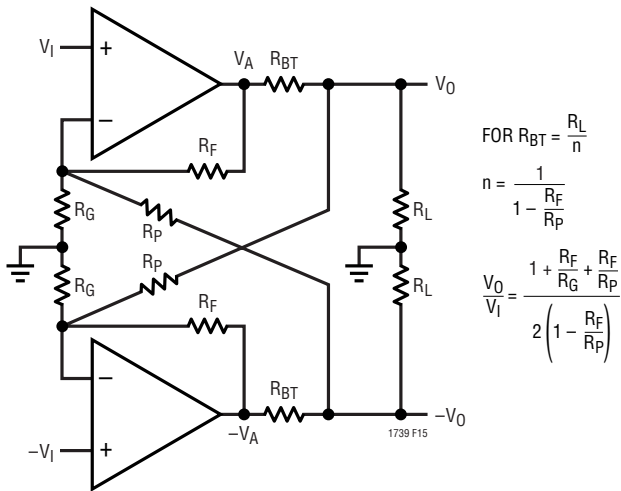 V_I
+
V_A
R_BT
V_O
−
R_F
R_G
R_P
R_L
R_P
R_G
R_L
R_F
−
R_BT
−V_A
−V_O
−V_I
+
1739 F15
FOR R_BT = R_L / n
n = 1 / (1 − R_F / R_P)
V_O / V_I = (1 + R_F / R_G + R_F / R_P) / (2 (1 − R_F / R_P))